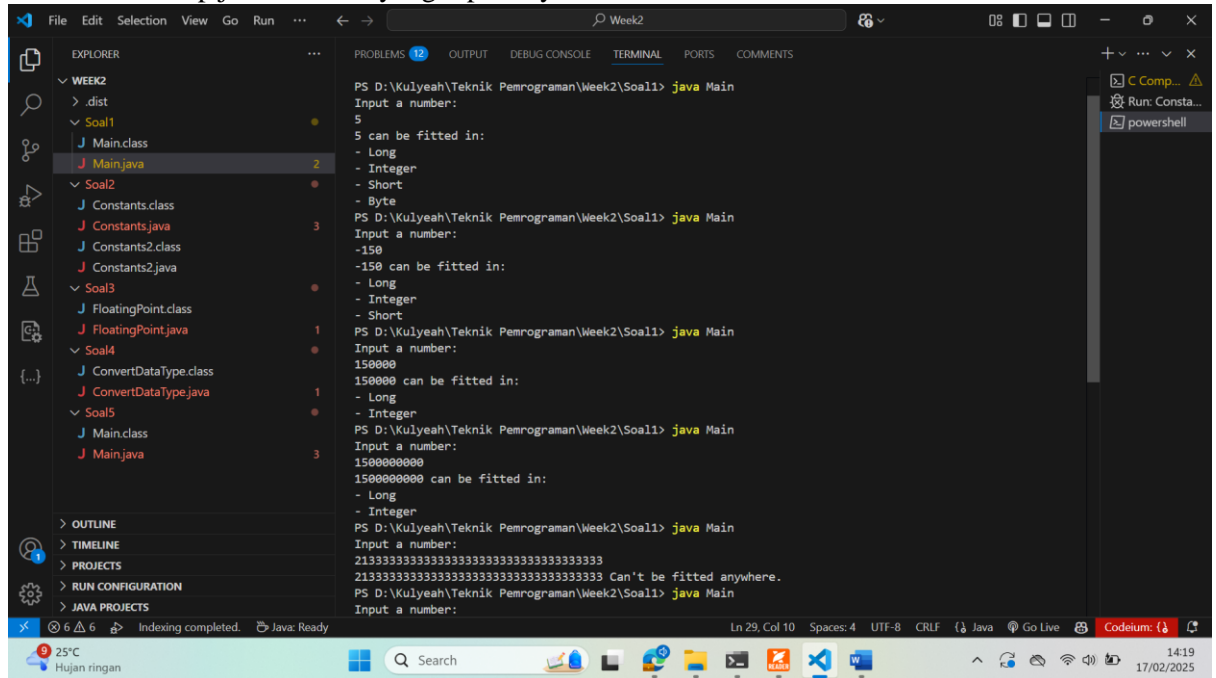 File Edit Selection View Go Run ... Week2
EXPLORER
WEEK2
.dist
Soal1
Main.class
Main.java 2
Soal2
Constants.class
Constants.java 3
Constants2.class
Constants2.java
Soal3
FloatingPoint.class
FloatingPoint.java 1
Soal4
ConvertDataType.class
ConvertDataType.java 1
Soal5
Main.class
Main.java 3
OUTLINE
TIMELINE
PROJECTS
RUN CONFIGURATION
JAVA PROJECTS
PROBLEMS 12 OUTPUT DEBUG CONSOLE TERMINAL PORTS COMMENTS
PS D:\Kulyeah\Teknik Pemrograman\Week2\Soal1> java Main
Input a number:
5
5 can be fitted in:
- Long
- Integer
- Short
- Byte
PS D:\Kulyeah\Teknik Pemrograman\Week2\Soal1> java Main
Input a number:
-150
-150 can be fitted in:
- Long
- Integer
- Short
PS D:\Kulyeah\Teknik Pemrograman\Week2\Soal1> java Main
Input a number:
150000
150000 can be fitted in:
- Long
- Integer
PS D:\Kulyeah\Teknik Pemrograman\Week2\Soal1> java Main
Input a number:
1500000000
1500000000 can be fitted in:
- Long
- Integer
PS D:\Kulyeah\Teknik Pemrograman\Week2\Soal1> java Main
Input a number:
Can't be fitted anywhere.
PS D:\Kulyeah\Teknik Pemrograman\Week2\Soal1> java Main
Input a number:
C Comp...
Run: Consta...
powershell
6 6 Indexing completed. Java: Ready Ln 29, Col 10 Spaces: 4 UTF-8 CRLF Java Go Live Codeium: {}
9
25°C
Hujan ringan
Search
14:19
17/02/2025